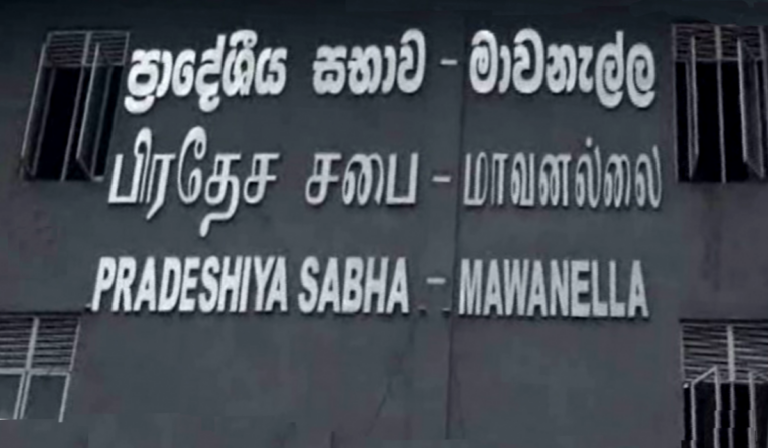 ප්‍රාදේශීය සභාව - මාවනැල්ල
பிரதேச சபை - மாவனல்லை
PRADESHIYA SABHA - MAWANELLA